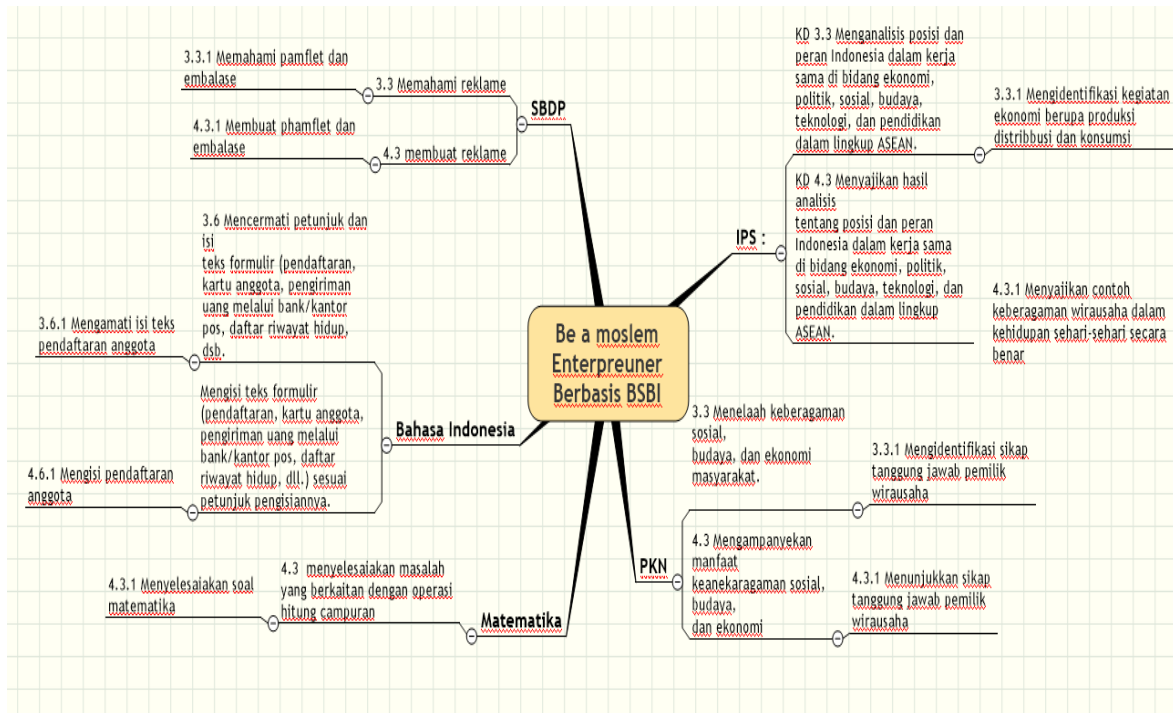 3.3.1 Memahami pamflet dan
embalase
3.3 Memahami reklame
4.3.1 Membuat phamflet dan
embalase
4.3 membuat reklame
SBDP
3.6 Mencermati petunjuk dan
isi
teks formulir (pendaftaran,
kartu anggota, pengiriman
uang melalui bank/kantor
pos, daftar riwayat hidup,
dsb.
3.6.1 Mengamati isi teks
pendaftaran anggota
Mengisi teks formulir
(pendaftaran, kartu anggota,
pengiriman uang melalui
bank/kantor pos, daftar
riwayat hidup, dll.) sesuai
petunjuk pengisiannya.
4.6.1 Mengisi pendaftaran
anggota
Bahasa Indonesia
4.3.1 Menyelesaiakan soal
matematika
4.3 menyelesaiakan masalah
yang berkaitan dengan operasi
hitung campuran
Matematika
Be a moslem
Enterpreuner
Berbasis BSBI
KD 3.3 Menganalisis posisi dan
peran Indonesia dalam kerja
sama di bidang ekonomi,
politik, sosial, budaya,
teknologi, dan pendidikan
dalam lingkup ASEAN.
3.3.1 Mengidentifikasi kegiatan
ekonomi berupa produksi
distribbusi dan konsumsi
IPS :
KD 4.3 Menyajikan hasil
analisis
tentang posisi dan peran
Indonesia dalam kerja sama
di bidang ekonomi, politik,
sosial, budaya, teknologi, dan
pendidikan dalam lingkup
ASEAN.
4.3.1 Menyajikan contoh
keberagaman wirausaha dalam
kehidupan sehari-sehari secara
benar
3.3 Menelaah keberagaman
sosial,
budaya, dan ekonomi
masyarakat.
3.3.1 Mengidentifikasi sikap
tanggung jawab pemilik
wirausaha
PKN
4.3 Mengampanyekan
manfaat
keanekaragaman sosial,
budaya,
dan ekonomi
4.3.1 Menunjukkan sikap
tanggung jawab pemilik
wirausaha